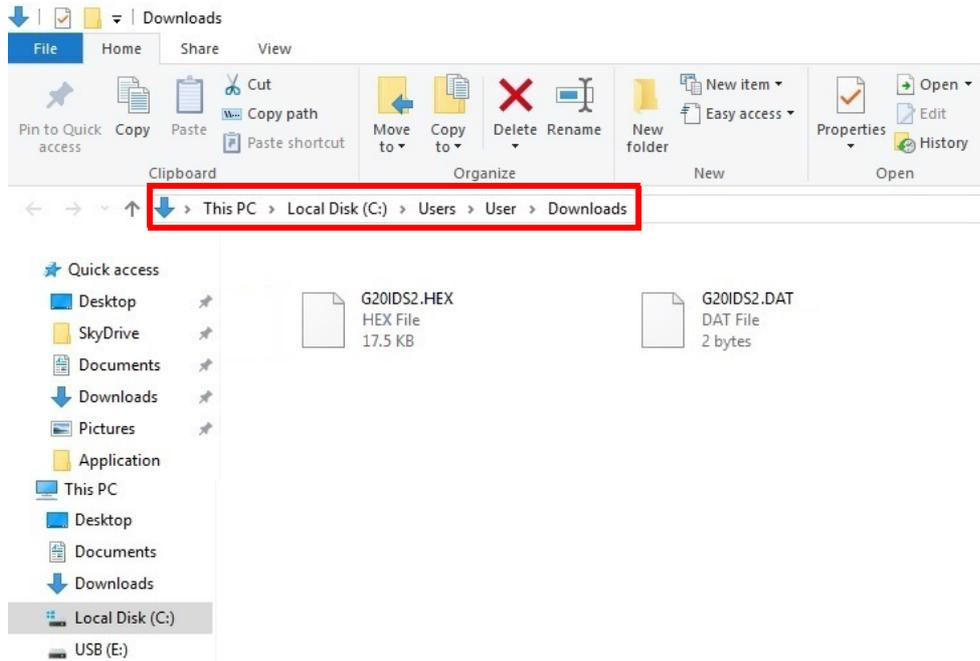 Downloads
File Home Share View
Pin to Quick access
Copy
Paste
Cut
Copy path
Paste shortcut
Clipboard
Move to
Copy to
Delete
Rename
Organize
New folder
New item
Easy access
New
Properties
Open
Edit
History
Open
This PC > Local Disk (C:) > Users > User > Downloads
Quick access
Desktop
SkyDrive
Documents
Downloads
Pictures
Application
This PC
Desktop
Documents
Downloads
Local Disk (C:)
USB (E:)
G20IDS2.HEX
HEX File
17.5 KB
G20IDS2.DAT
DAT File
2 bytes